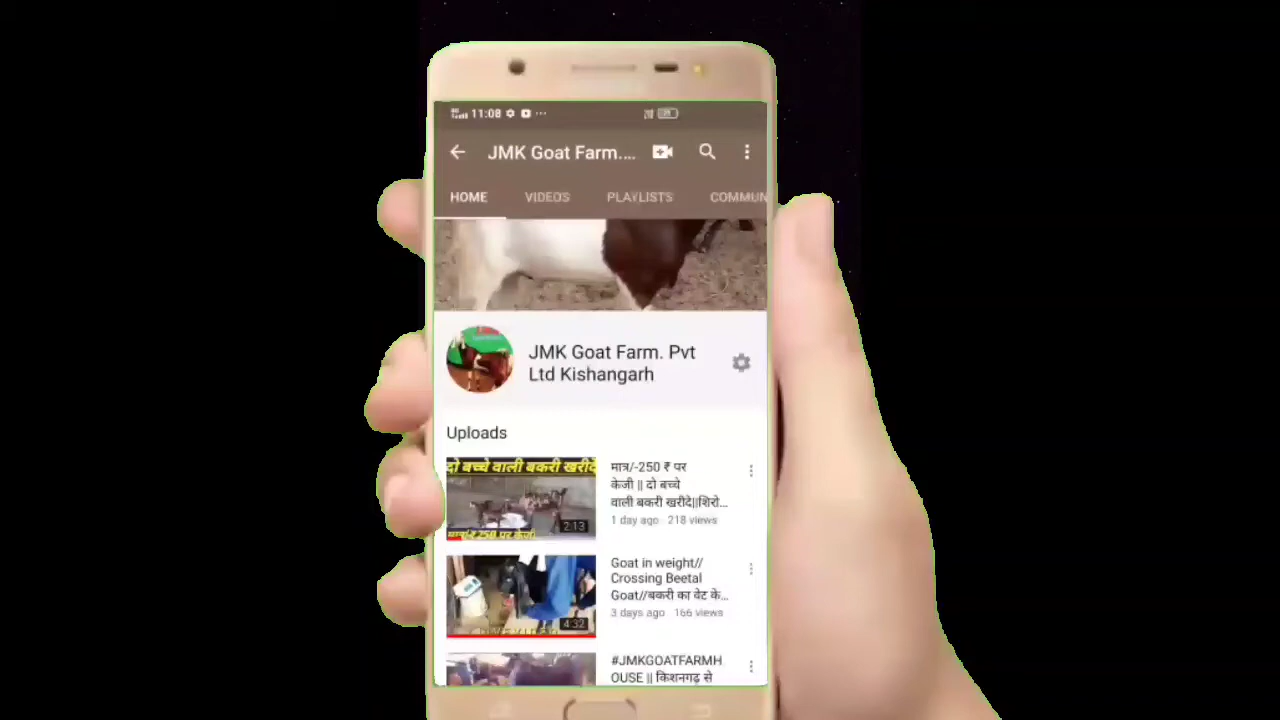 11:08
JMK Goat Farm....
HOME VIDEOS PLAYLISTS COMMUN
JMK Goat Farm. Pvt
Ltd Kishangarh
Uploads
दो बच्चे वाली बकरी खरीदे
मात्र/-₹250 पर केजी
2:13
मात्र/-250 ₹ पर
केजी || दो बच्चे
वाली बकरी खरीदे||शिरो...
1 day ago 218 views
4:32
Goat in weight//
Crossing Beetal
Goat//बकरी का वेट के...
3 days ago 166 views
#JMKGOATFARMH
OUSE || किशनगढ़ से